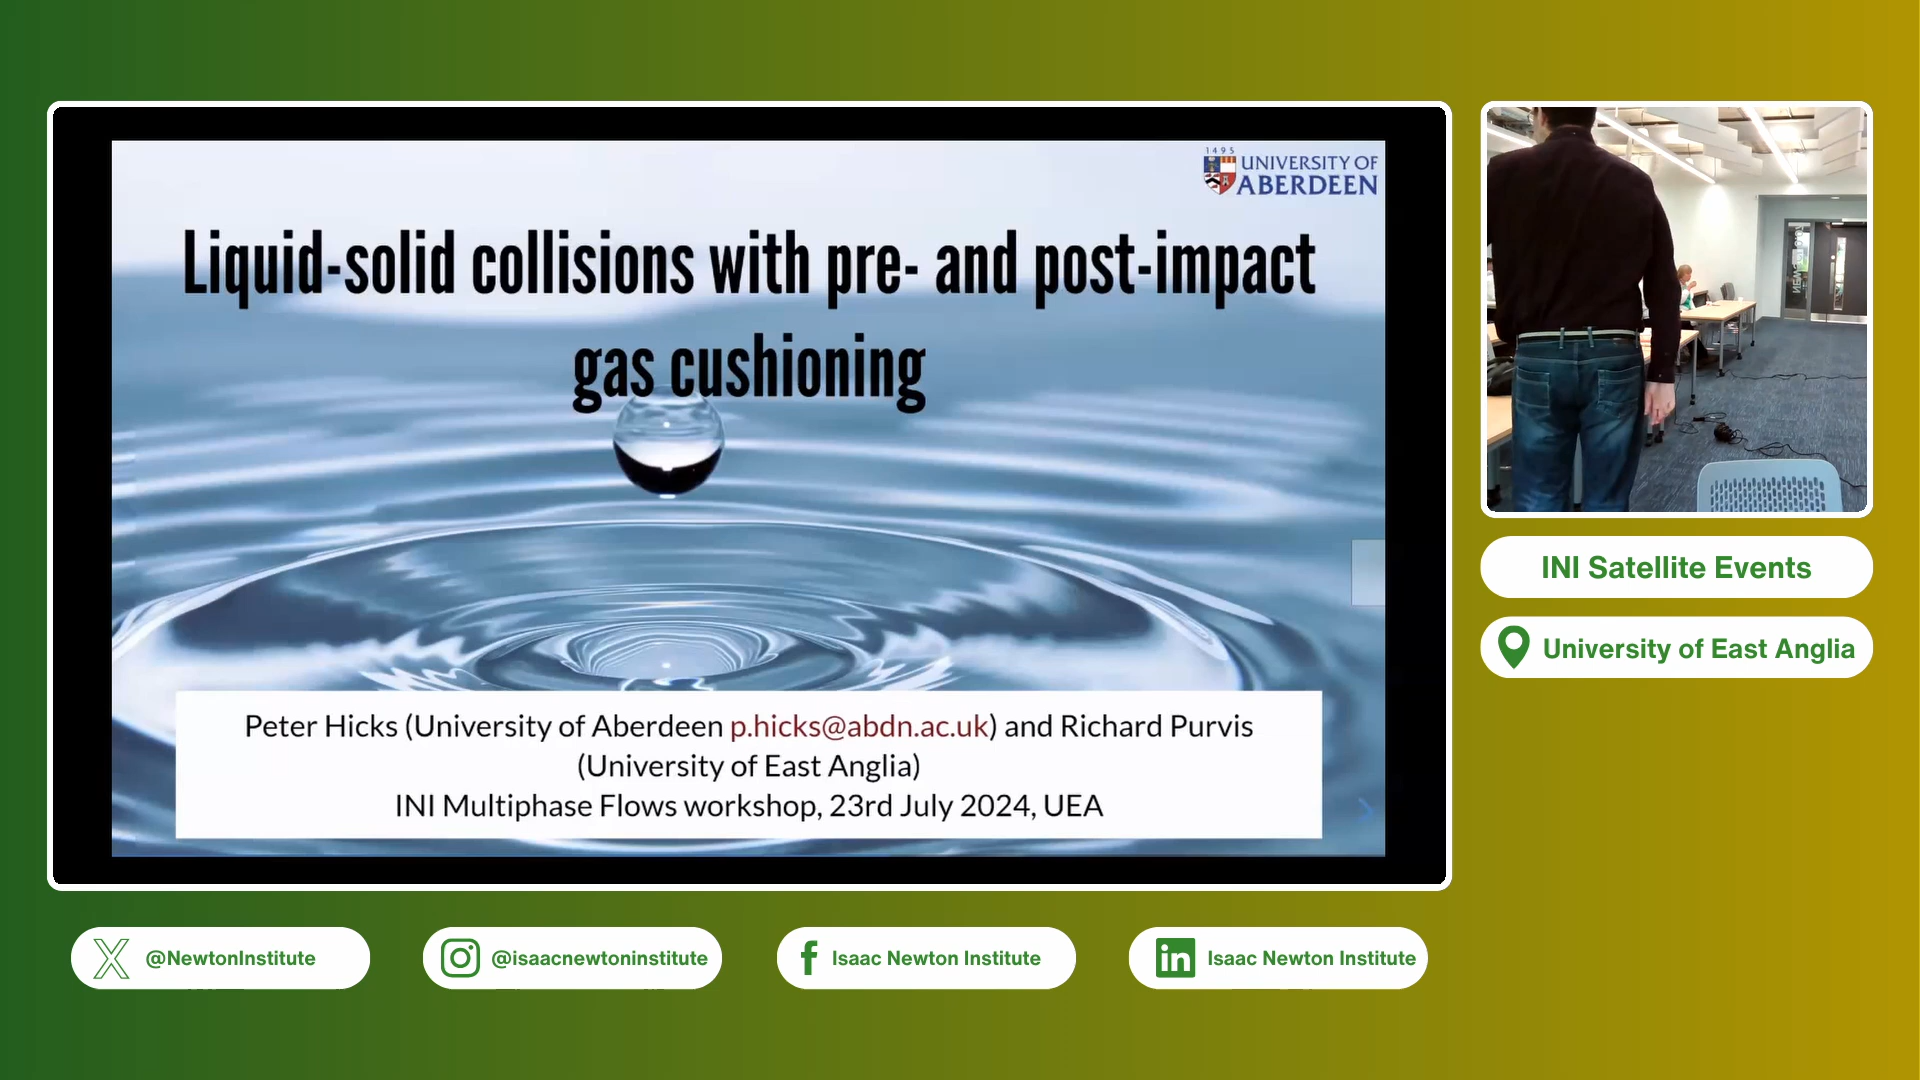 1495
UNIVERSITY OF
ABERDEEN
Liquid-solid collisions with pre- and post-impact
gas cushioning
Peter Hicks (University of Aberdeen p.hicks@abdn.ac.uk) and Richard Purvis
(University of East Anglia)
INI Multiphase Flows workshop, 23rd July 2024, UEA
INI Satellite Events
University of East Anglia
@NewtonInstitute
@isaacnewtoninstitute
Isaac Newton Institute
Isaac Newton Institute